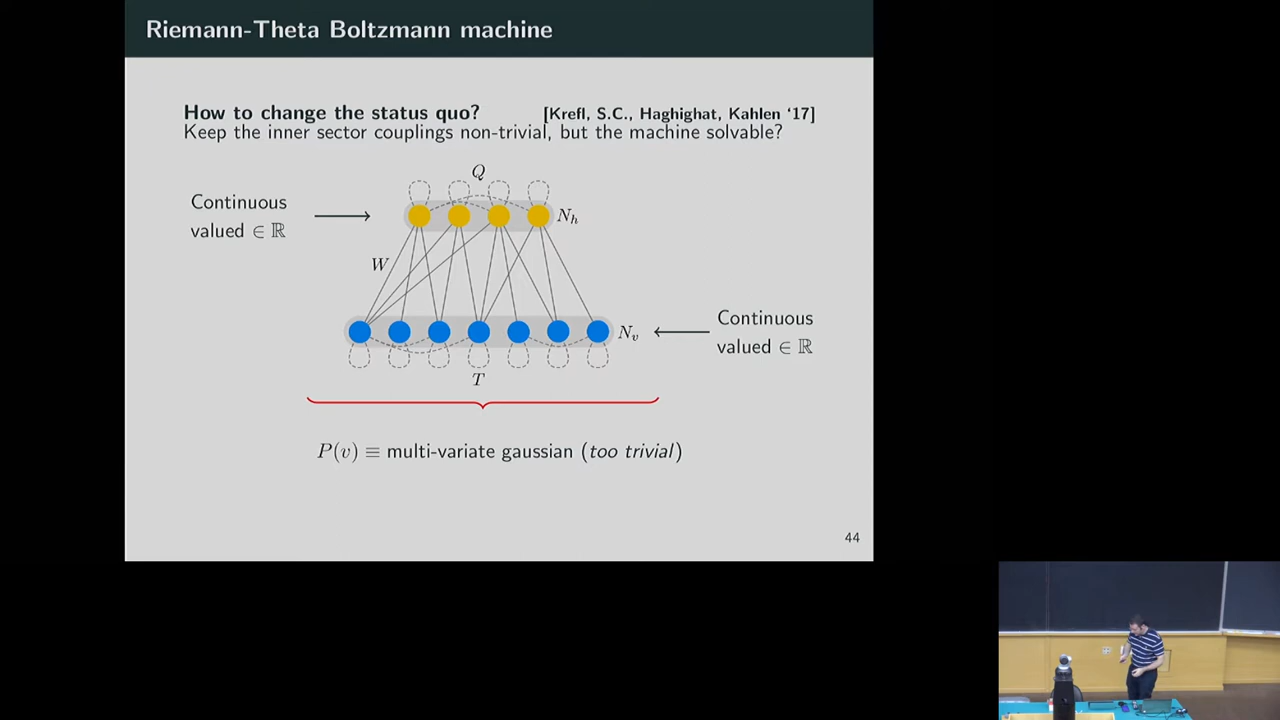 Riemann-Theta Boltzmann machine
How to change the status quo? [Krefl, S.C., Haghighat, Kahlen ‘17]
Keep the inner sector couplings non-trivial, but the machine solvable?
Q
Continuous
valued ∈ ℝ
N_h
W
Continuous
valued ∈ ℝ
N_v
T
P(v) ≡ multi-variate gaussian (too trivial)
44